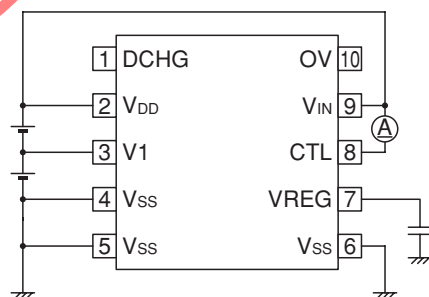 1 DCHG OV 10
2 VDD VIN 9
A
3 V1 CTL 8
4 VSS VREG 7
5 VSS VSS 6